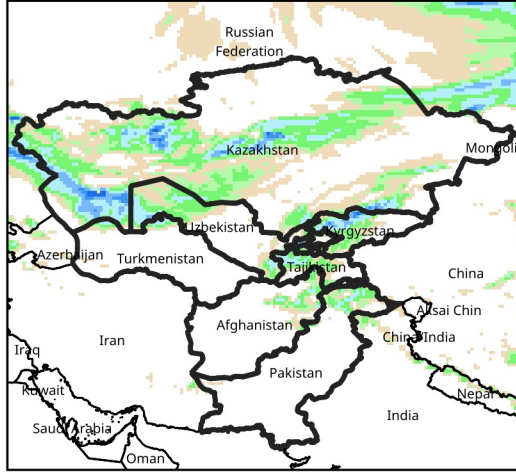 Russian
Federation
Kazakhstan
Mongoli
Uzbekistan
Kyrgyzstan
Azerbaijan
Turkmenistan
Tajikistan
China
Aksai Chin
Afghanistan
China/India
Iran
Iraq
Pakistan
Kuwait
Nepal
India
Saudi Arabia
Oman